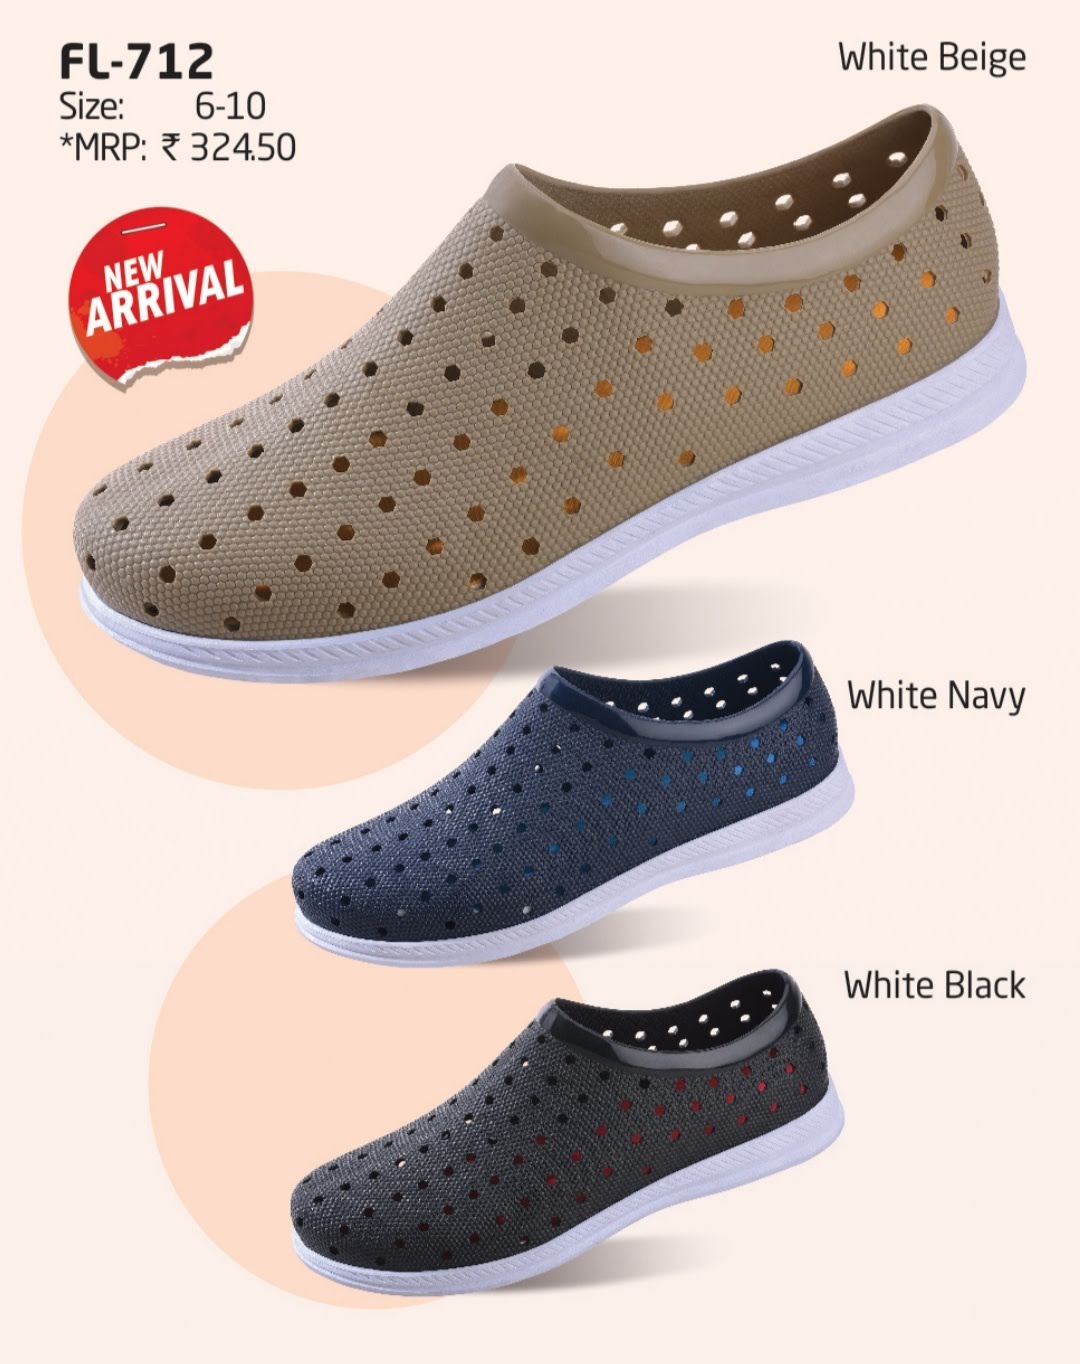 FL-712
Size: 6-10
*MRP: ₹ 324.50
White Beige
NEW
ARRIVAL
White Navy
White Black